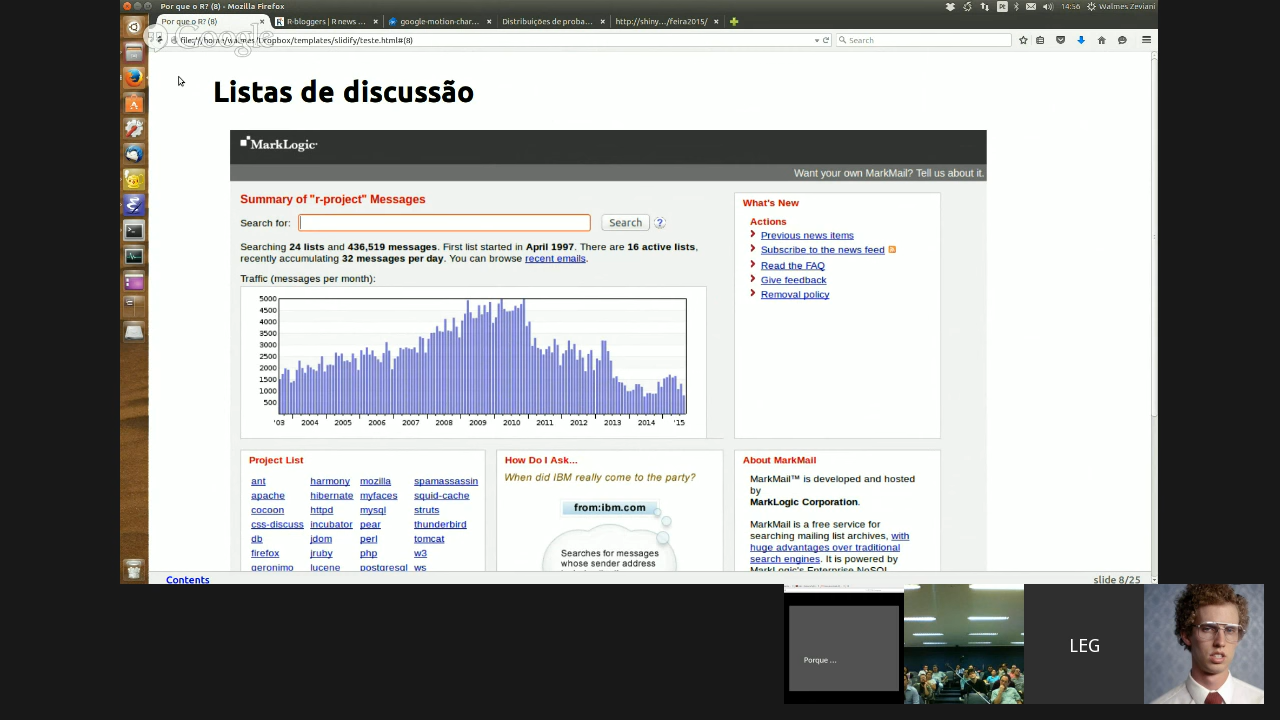 Por que o R? (8) - Mozilla Firefox
14:56 Walmes Zeviani
Por que o R? (8) × R-bloggers | R news … × google-motion-char… × Distribuições de proba… × http://shiny…/feira2015/ ×
Google
Search
Listas de discussão
MarkLogic
Want your own MarkMail? Tell us about it.
Summary of "r-project" Messages
Search for: Search ?
Searching 24 lists and 436,519 messages. First list started in April 1997. There are 16 active lists,
recently accumulating 32 messages per day. You can browse recent emails.
Traffic (messages per month):
5000
4500
4000
3500
3000
2500
2000
1500
1000
500
'03 2004 2005 2006 2007 2008 2009 2010 2011 2012 2013 2014 '15
What's New
Actions
Previous news items
Subscribe to the news feed
Read the FAQ
Give feedback
Removal policy
Project List
ant harmony mozilla spamassassin
apache hibernate myfaces squid-cache
cocoon httpd mysql struts
css-discuss incubator pear thunderbird
db jdom perl tomcat
firefox jruby php w3
geronimo lucene postgresql ws
How Do I Ask...
When did IBM really come to the party?
from:ibm.com
Searches for messages
whose sender address
About MarkMail
MarkMail™ is developed and hosted
by
MarkLogic Corporation.
MarkMail is a free service for
searching mailing list archives, with
huge advantages over traditional
search engines. It is powered by
MarkLogic's Enterprise NoSQL
Contents
slide 8/25
Porque ...
LEG